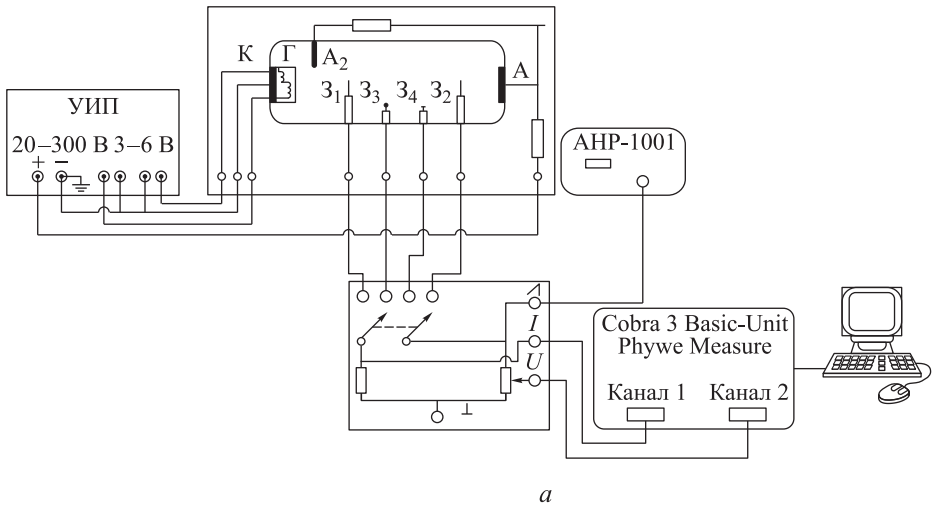 К Г А₂ А
З₁ З₃ З₄ З₂
УИП
20–300 В 3–6 В
+ –
АНР-1001
I
U
⊥
Cobra 3 Basic-Unit
Phywe Measure
Канал 1 Канал 2
а